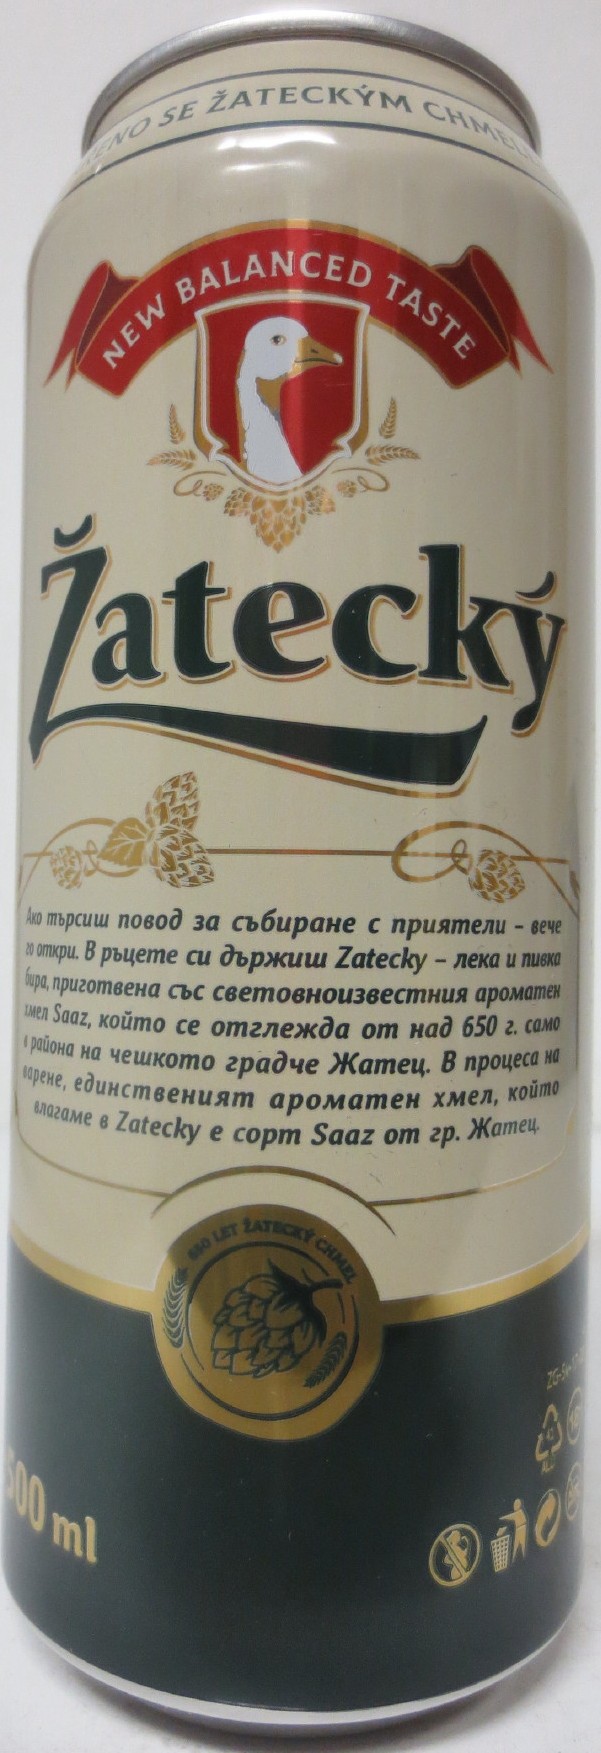 SE ŽATECKÝM
NEW BALANCED TASTE
Žatecký
Ако търсиш повод за събиране с приятели – вече
го откри. В ръцете си държиш Zatecky – лека и пивка
бира, приготвена със световноизвестния ароматен
хмел Saaz, който се отглежда от над 650 г. само
в района на чешкото градче Жатец. В процеса на
варене, единственият ароматен хмел, който
влагаме в Zatecky е сорт Saaz от гр. Жатец.
650 LET ŽATECKÝ CHMEL
41
ALU
500 ml